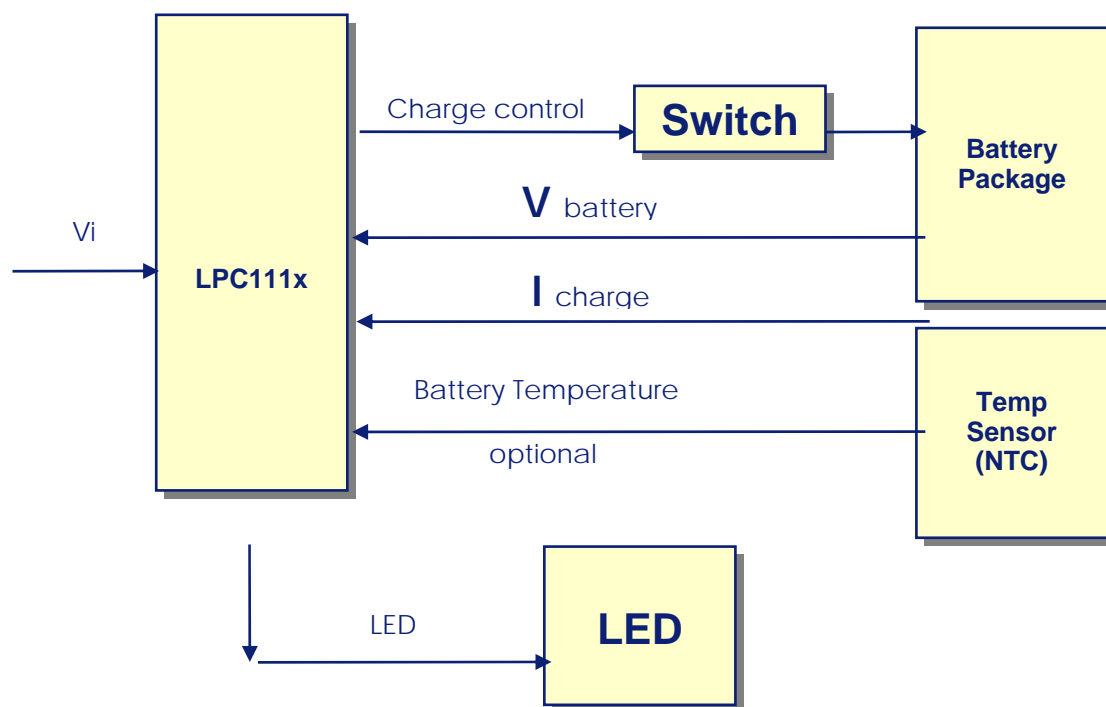 Charge control
Switch
Battery
Package
V battery
Vi
LPC111x
I charge
Battery Temperature
optional
Temp
Sensor
(NTC)
LED
LED